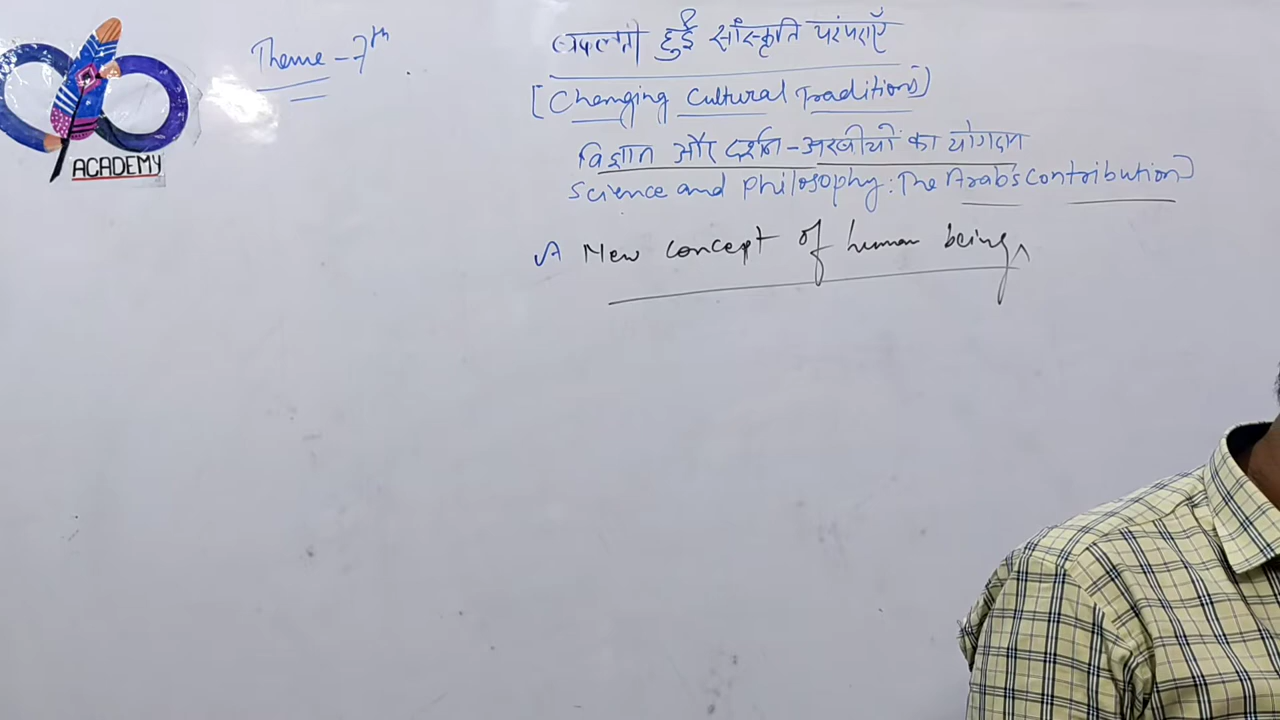 ACADEMY
Theme - 7th
बदलती हुई साँस्कृति परंपराएँ
[Changing Cultural Traditions]
विज्ञान और दर्शन - अरबीयों का योगदान
Science and Philosophy: The Arab's Contribution]
A New concept of human beings